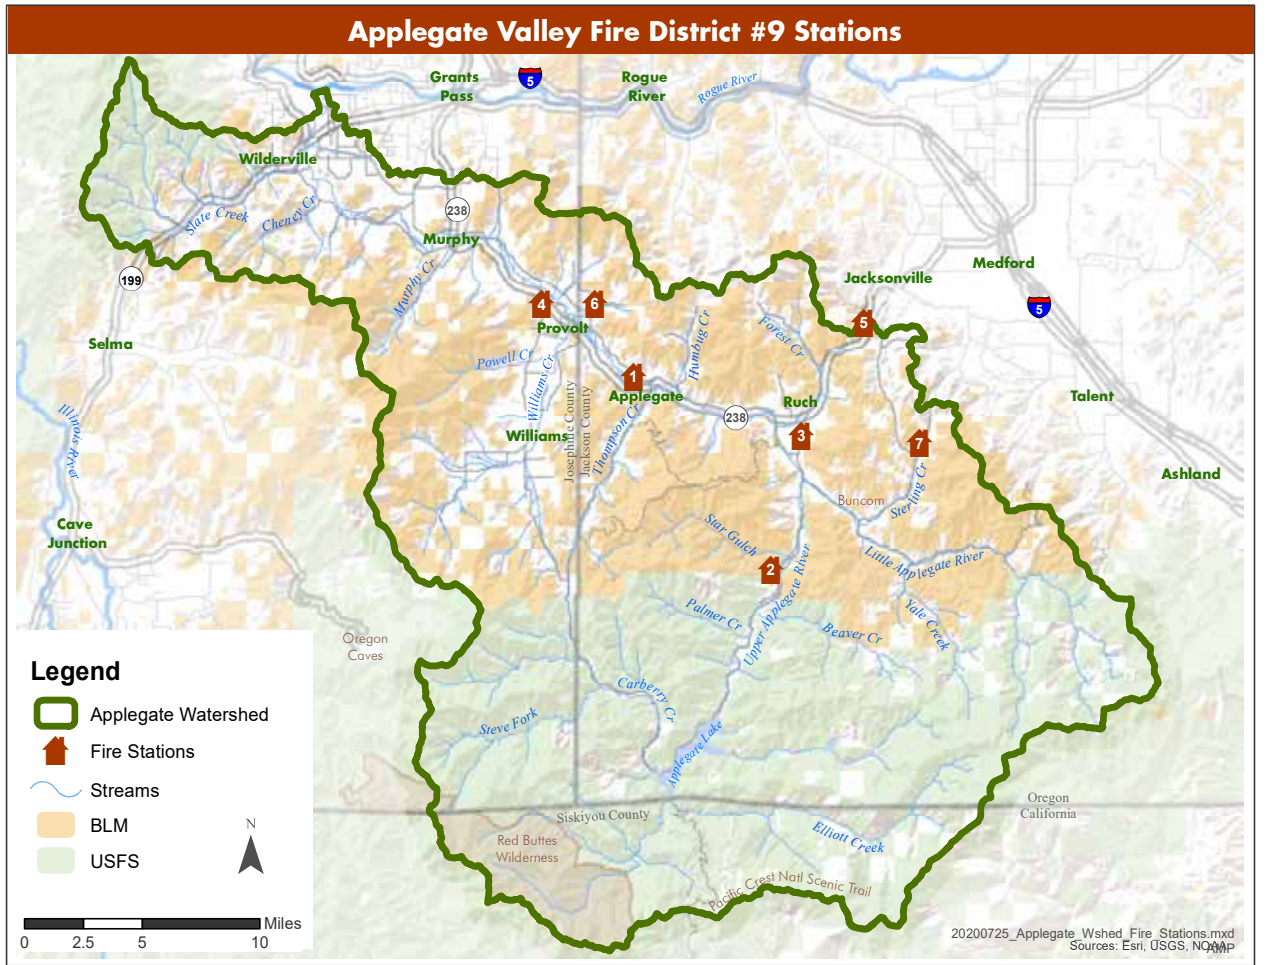 Applegate Valley Fire District #9 Stations
Grants
Pass
5
Rogue
River
Rogue River
Wilderville
Slate Creek
Cheney Cr
238
Murphy
199
Murphy Cr
Medford
Jacksonville
5
4
6
Provolt
5
Selma
Powell Cr
Williams Cr
Humbug Cr
Forest Cr
1
Applegate
Ruch
Talent
Illinois River
Williams
Josephine County
Jackson County
Thompson Cr
238
3
7
Ashland
Buncom
Sterling Cr
Cave
Junction
Star Gulch
2
Little Applegate River
Upper Applegate River
Palmer Cr
Beaver Cr
Yale Creek
Oregon
Caves
Carberry Cr
Steve Fork
Applegate Lake
Siskiyou County
Oregon
California
Red Buttes
Wilderness
Elliott Creek
Pacific Crest Natl Scenic Trail
Legend
Applegate Watershed
Fire Stations
Streams
BLM
USFS
N
Miles
0 2.5 5 10
20200725_Applegate_Wshed_Fire_Stations.mxd
Sources: Esri, USGS, NOAA
AMP